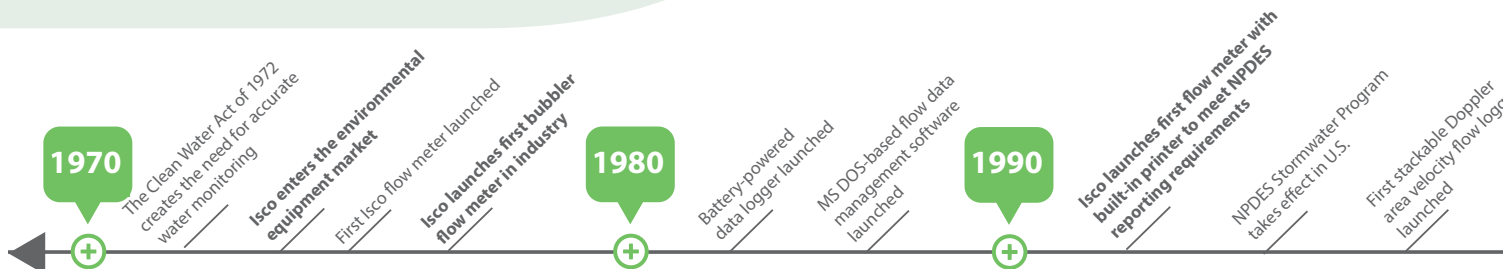 1970
The Clean Water Act of 1972
creates the need for accurate
water monitoring
Isco enters the environmental
equipment market
First Isco flow meter launched
Isco launches first bubbler
flow meter in industry
1980
Battery-powered
data logger launched
MS DOS-based flow data
management software
launched
1990
Isco launches first flow meter with
built-in printer to meet NPDES
reporting requirements
NPDES Stormwater Program
takes effect in U.S.
First stackable Doppler
area velocity flow
launched